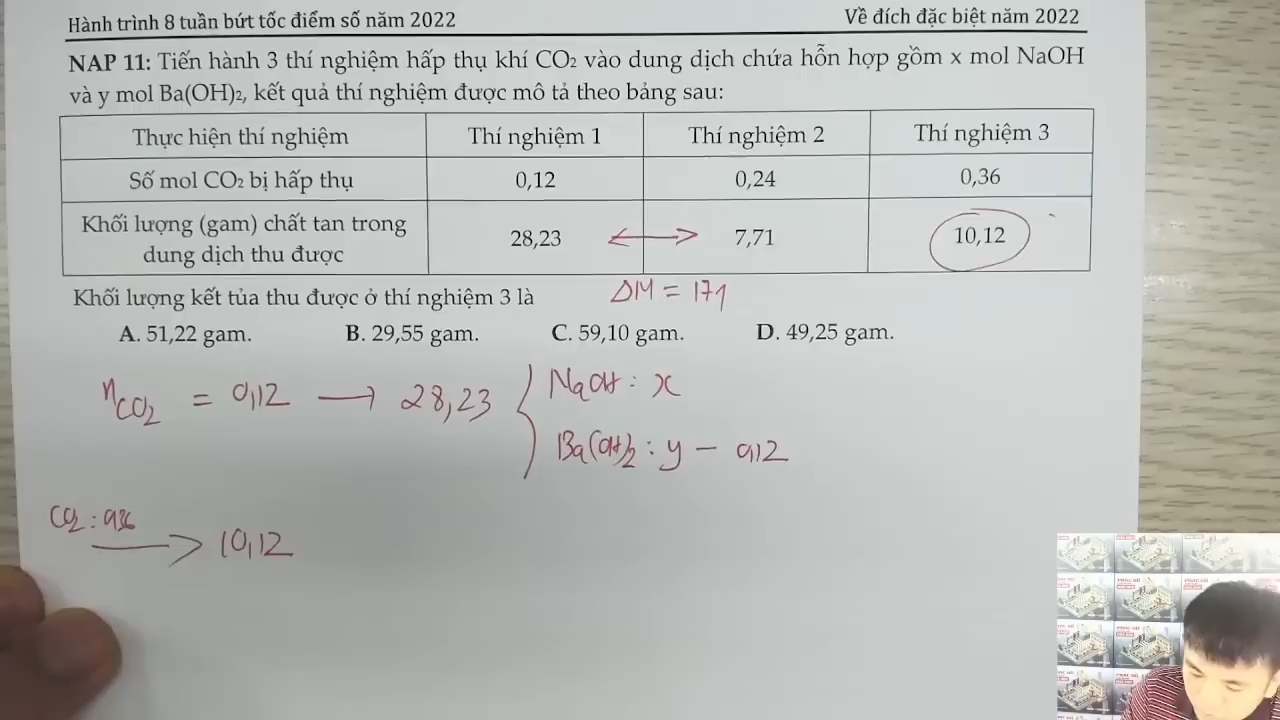 Hành trình 8 tuần bứt tốc điểm số năm 2022
Về đích đặc biệt năm 2022
NAP 11: Tiến hành 3 thí nghiệm hấp thụ khí CO₂ vào dung dịch chứa hỗn hợp gồm x mol NaOH
và y mol Ba(OH)₂, kết quả thí nghiệm được mô tả theo bảng sau:
Thực hiện thí nghiệm Thí nghiệm 1 Thí nghiệm 2 Thí nghiệm 3
Số mol CO₂ bị hấp thụ 0,12 0,24 0,36
Khối lượng (gam) chất tan trong
dung dịch thu được 28,23 7,71 10,12
Khối lượng kết tủa thu được ở thí nghiệm 3 là
ΔM = 171
A. 51,22 gam. B. 29,55 gam. C. 59,10 gam. D. 49,25 gam.
nCO₂ = 0,12 → 28,23
NaOH : x
Ba(OH)₂ : y − 0,12
CO₂ : 0,36
→ 10,12